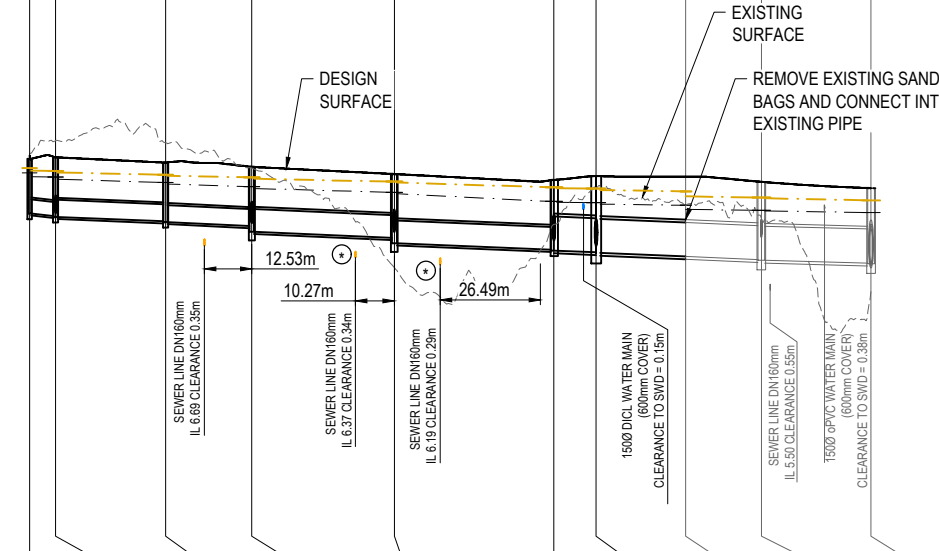 EXISTING
SURFACE
DESIGN
SURFACE
REMOVE EXISTING SAND
BAGS AND CONNECT INT
EXISTING PIPE
12.53m
10.27m
26.49m
*
*
SEWER LINE DN160mm
IL 6.69 CLEARANCE 0.35m
SEWER LINE DN160mm
IL 6.37 CLEARANCE 0.34m
SEWER LINE DN160mm
IL 6.19 CLEARANCE 0.29m
150Ø DICL WATER MAIN
(600mm COVER)
CLEARANCE TO SWD = 0.15m
SEWER LINE DN160mm
IL 5.50 CLEARANCE 0.55m
150Ø oPVC WATER MAIN
(600mm COVER)
CLEARANCE TO SWD = 0.38m